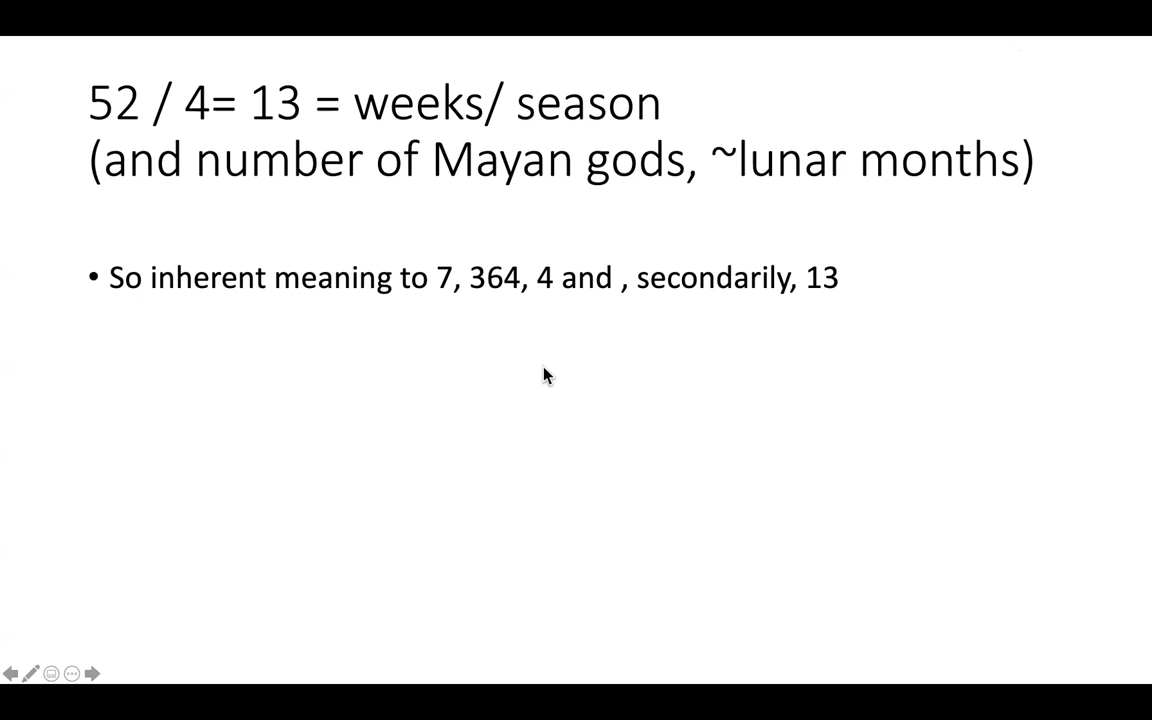 52 / 4= 13 = weeks/ season
(and number of Mayan gods, ~lunar months)
• So inherent meaning to 7, 364, 4 and , secondarily, 13